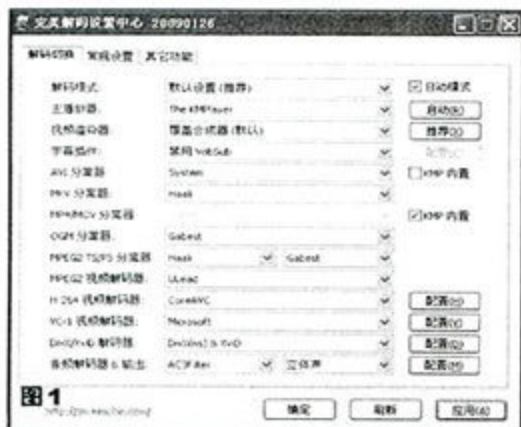 完美解码设置中心 20090126
解码切换 常规设置 其它功能
解码模式: 默认设置 (推荐) 自动模式
主播放器: The KMPlayer 启动(R)
视频渲染器: 覆盖合成器 (默认) 推荐(X)
字幕插件: 禁用 VobSub
AVI 分离器: System KMP 内置
MKV 分离器: Haali
MP4/MOV 分离器 KMP 内置
OGM 分离器: Gabest
MPEG2 TS/PS 分离器 Haali Gabest
MPEG2 视频解码器: ULead
H.264 视频解码器: CoreAVC 配置
VC-1 视频解码器: Microsoft 配置
DivX/XviD 解码器: 配置
音频解码器 & 输出: AC3Filter 立体声 配置
图1
确定 取消 应用(A)